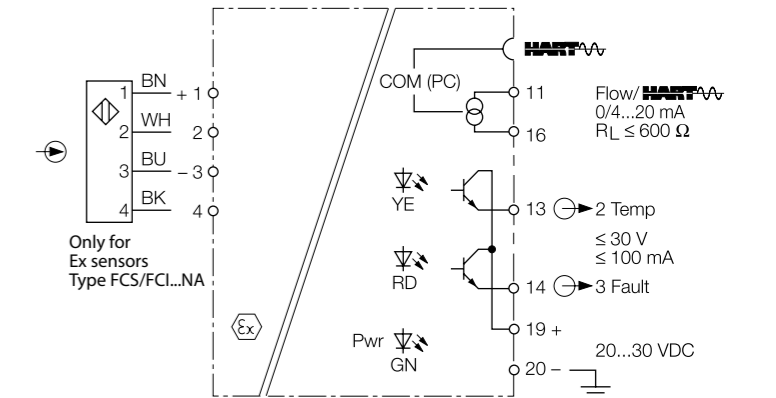 HART
COM (PC)
11
Flow/HART
0/4...20 mA
RL ≤ 600 Ω
16
1
BN
+ 1
2
WH
2
3
BU
– 3
4
BK
4
Only for
Ex sensors
Type FCS/FCI...NA
YE
13
2 Temp
≤ 30 V
≤ 100 mA
RD
14
3 Fault
εx
19 +
Pwr
GN
20 –
20...30 VDC